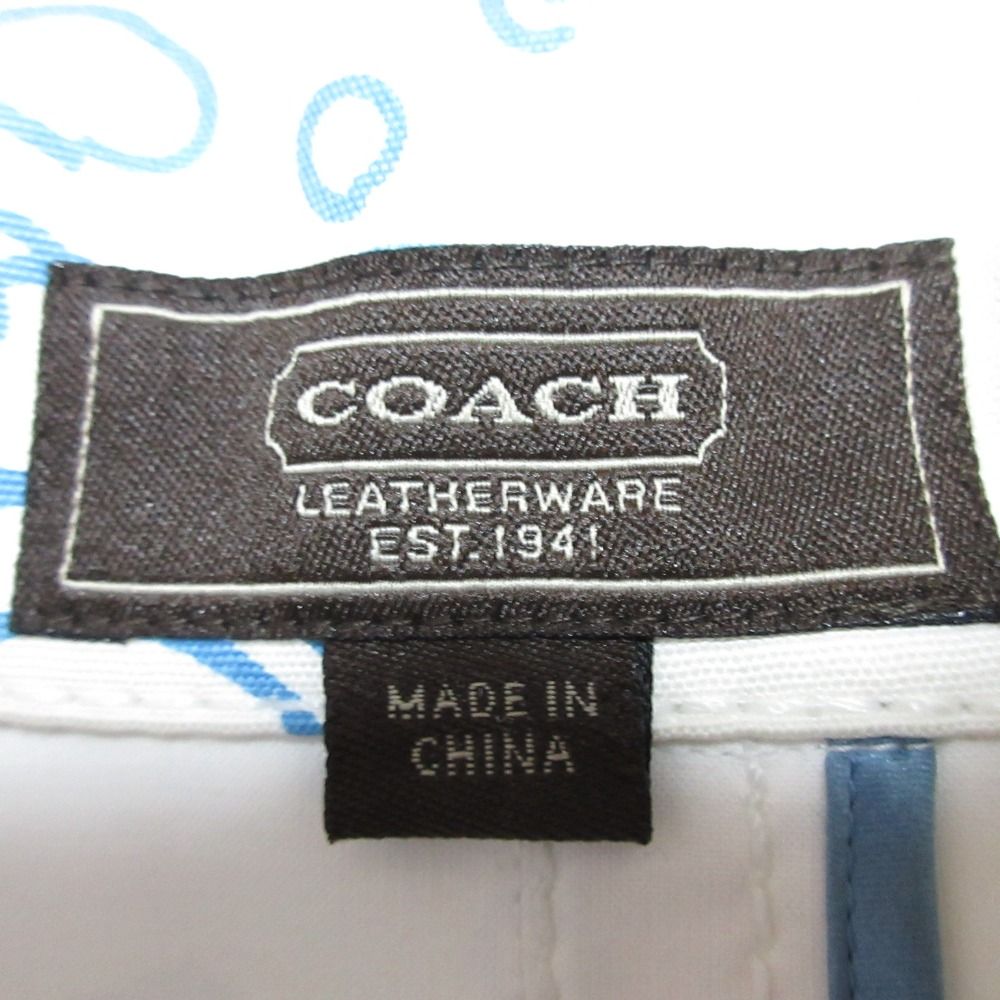 COACH
LEATHERWARE
EST. 1941
MADE IN
CHINA